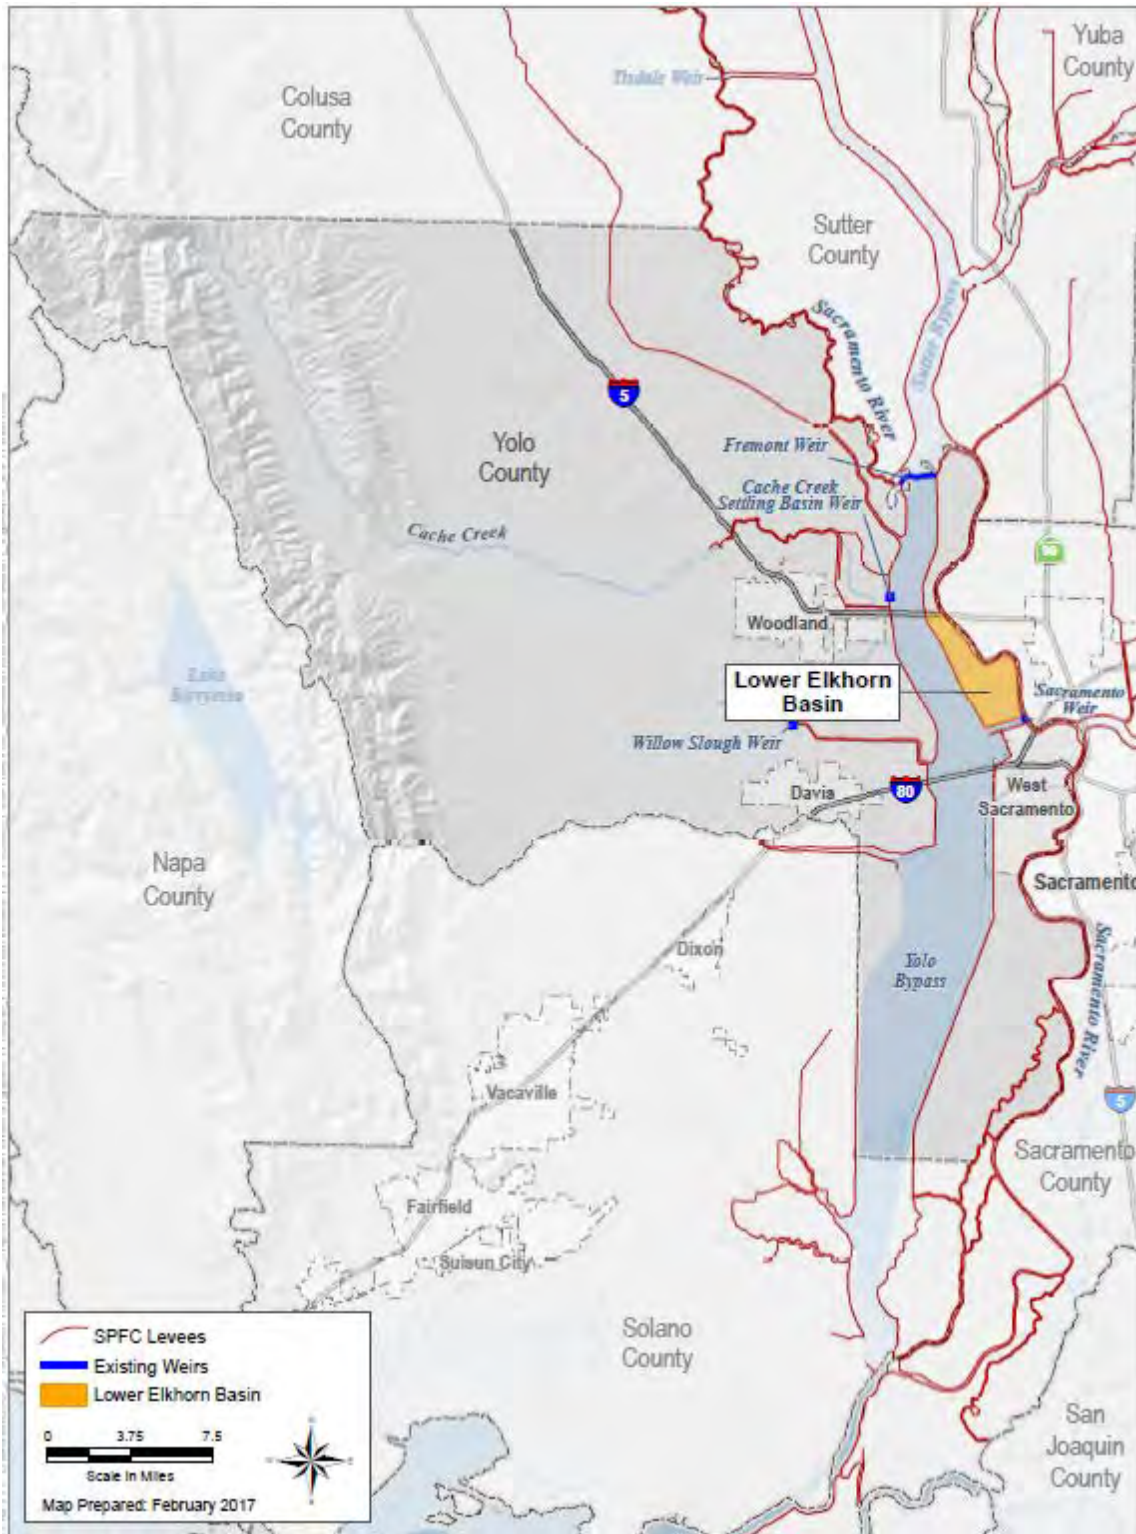 Yuba
County
Tisdale Weir
Colusa
County
Sutter
County
Sutter Bypass
Sacramento River
5
Yolo
County
Fremont Weir
Cache Creek
Settling Basin Weir
Cache Creek
99
Woodland
Lower Elkhorn
Basin
Sacramento
Weir
Lake
Berryessa
Willow Slough Weir
Davis
80
West
Sacramento
Napa
County
Sacramento
Dixon
Yolo
Bypass
Sacramento River
Vacaville
5
Sacramento
County
Fairfield
Suisun City
Solano
County
SPFC Levees
Existing Weirs
Lower Elkhorn Basin
0 3.75 7.5
Scale in Miles
Map Prepared: February 2017
San
Joaquin
County